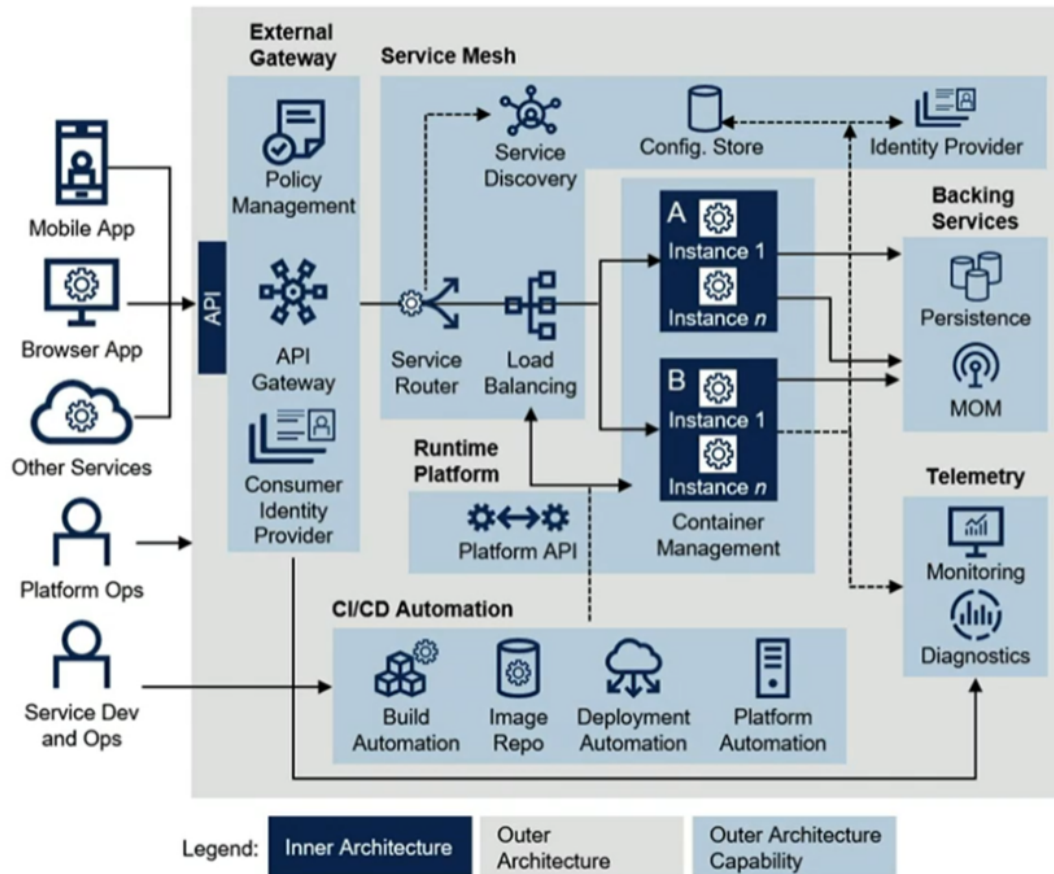 External
Gateway
Service Mesh
Policy
Management
Service
Discovery
Config. Store
Identity Provider
Mobile App
Browser App
Other Services
Platform Ops
Service Dev
and Ops
API
API
Gateway
Consumer
Identity
Provider
Service
Router
Load
Balancing
A
Instance 1
Instance n
B
Instance 1
Instance n
Container
Management
Backing
Services
Persistence
MOM
Runtime
Platform
Platform API
Telemetry
Monitoring
Diagnostics
CI/CD Automation
Build
Automation
Image
Repo
Deployment
Automation
Platform
Automation
Legend:
Inner Architecture
Outer
Architecture
Outer Architecture
Capability